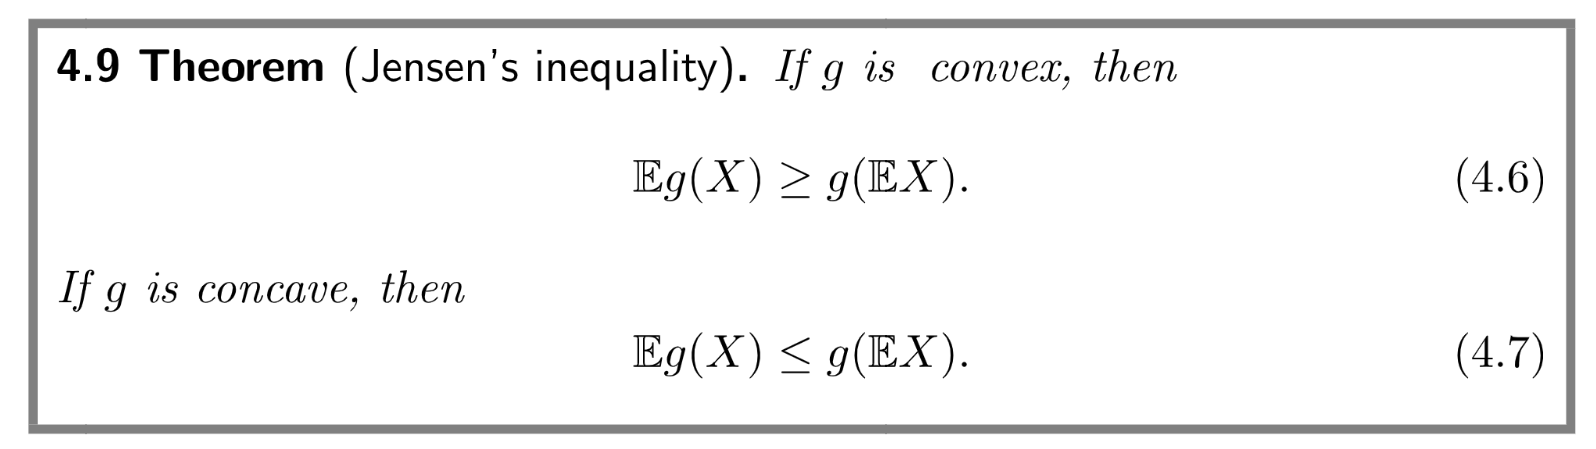 4.9 Theorem (Jensen's inequality). If g is convex, then
𝔼g(X) ≥ g(𝔼X). (4.6)
If g is concave, then
𝔼g(X) ≤ g(𝔼X). (4.7)